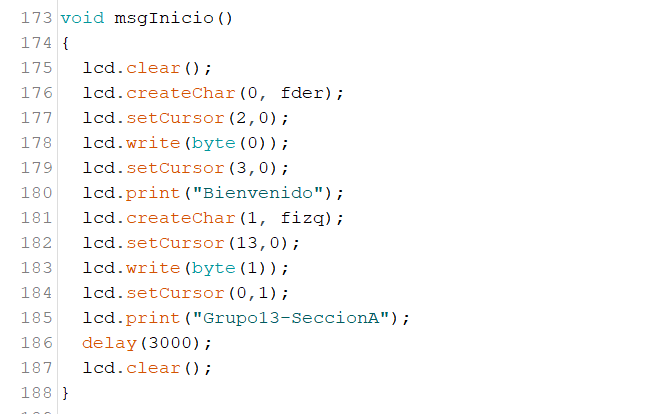 173 void msgInicio()
174 {
175   lcd.clear();
176   lcd.createChar(0, fder);
177   lcd.setCursor(2,0);
178   lcd.write(byte(0));
179   lcd.setCursor(3,0);
180   lcd.print("Bienvenido");
181   lcd.createChar(1, fizq);
182   lcd.setCursor(13,0);
183   lcd.write(byte(1));
184   lcd.setCursor(0,1);
185   lcd.print("Grupo13-SeccionA");
186   delay(3000);
187   lcd.clear();
188 }